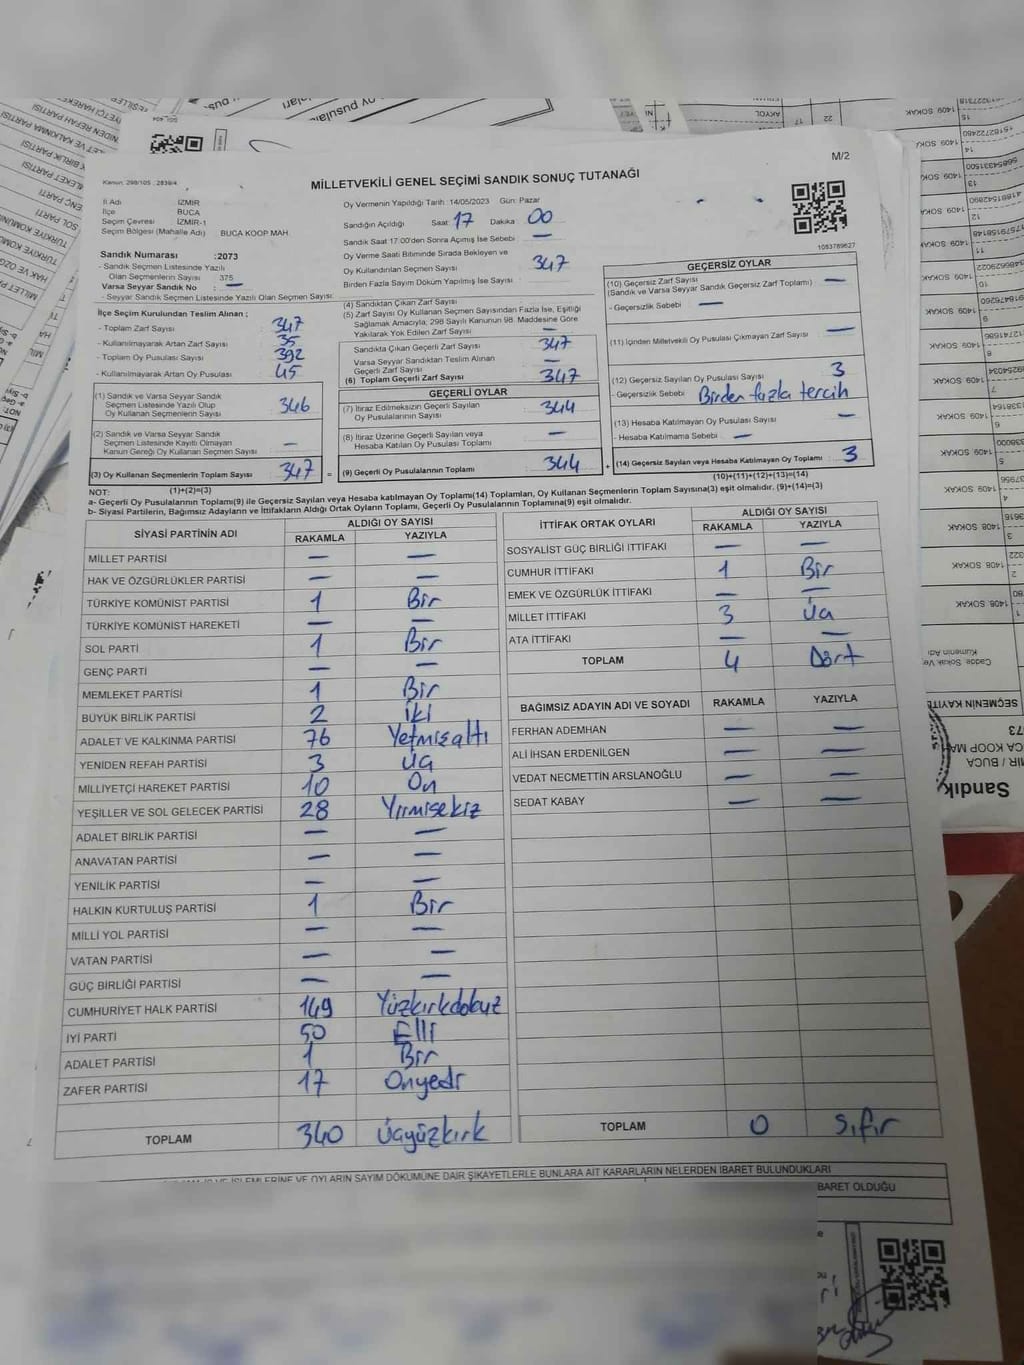 M/2
Kanun: 298/105 ; 2839/4
MİLLETVEKİLİ GENEL SEÇİMİ SANDIK SONUÇ TUTANAĞI
1083789627
İl Adı İZMİR
İlçe BUCA
Seçim Çevresi İZMİR-1
Seçim Bölgesi (Mahalle Adı) BUCA KOOP MAH.
Sandık Numarası :2073
- Sandık Seçmen Listesinde Yazılı
Olan Seçmenlerin Sayısı 375
Varsa Seyyar Sandık No : —
- Seyyar Sandık Seçmen Listesinde Yazılı Olan Seçmen Sayısı:
Oy Vermenin Yapıldığı Tarih :14/05/2023 Gün: Pazar
Sandığın Açıldığı Saat: 17 Dakika 00
Sandık Saat 17.00'den Sonra Açımış İse Sebebi : —
Oy Verme Saati Bitiminde Sırada Bekleyen ve
Oy Kullandırılan Seçmen Sayısı 347
Birden Fazla Sayım Döküm Yapılmış İse Sayısı:
İlçe Seçim Kurulundan Teslim Alınan ;
- Toplam Zarf Sayısı : 347
- Kullanılmayarak Artan Zarf Sayısı : 35
- Toplam Oy Pusulası Sayısı : 392
- Kullanılmayarak Artan Oy Pusulası : 45
(1) Sandık ve Varsa Seyyar Sandık
Seçmen Listesinde Yazılı Olup
Oy Kullanan Seçmenlerin Sayısı 346
(2) Sandık ve Varsa Seyyar Sandık
Seçmen Listesinde Kayıtlı Olmayan
Kanun Gereği Oy Kullanan Seçmen Sayısı —
(3) Oy Kullanan Seçmenlerin Toplam Sayısı 347 =
(1)+(2)=(3)
(4) Sandıktan Çıkan Zarf Sayısı
(5) Zarf Sayısı Oy Kullanan Seçmen Sayısından Fazla İse, Eşitliği
Sağlamak Amacıyla; 298 Sayılı Kanunun 98. Maddesine Göre
Yakılarak Yok Edilen Zarf Sayısı —
Sandıkta Çıkan Geçerli Zarf Sayısı 347
Varsa Seyyar Sandıktan Teslim Alınan
Geçerli Zarf Sayısı —
(6) Toplam Geçerli Zarf Sayısı 347
GEÇERLİ OYLAR
(7) İtiraz Edilmeksizin Geçerli Sayılan
Oy Pusulalarının Sayısı 344
(8) İtiraz Üzerine Geçerli Sayılan veya
Hesaba Katılan Oy Pusulası Toplamı —
(9) Geçerli Oy Pusulalarının Toplamı 344 +
GEÇERSİZ OYLAR
(10) Geçersiz Zarf Sayısı
(Sandık ve Varsa Seyyar Sandık Geçersiz Zarf Toplamı) —
- Geçersizlik Sebebi : —
(11) İçinden Milletvekili Oy Pusulası Çıkmayan Zarf Sayısı —
(12) Geçersiz Sayılan Oy Pusulası Sayısı 3
- Geçersizlik Sebebi : Birden fazla tercih
(13) Hesaba Katılmayan Oy Pusulası Sayısı —
- Hesaba Katılmama Sebebi : —
(14) Geçersiz Sayılan veya Hesaba Katılmayan Oy Toplamı 3
(10)+(11)+(12)+(13)=(14)
NOT:
a- Geçerli Oy Pusulalarının Toplamı(9) ile Geçersiz Sayılan veya Hesaba katılmayan Oy Toplamı(14) Toplamları, Oy Kullanan Seçmenlerin Toplam Sayısına(3) eşit olmalıdır. (9)+(14)=(3)
b- Siyasi Partilerin, Bağımsız Adayların ve İttifakların Aldığı Ortak Oyların Toplamı, Geçerli Oy Pusulalarının Toplamına(9) eşit olmalıdır.
SİYASİ PARTİNİN ADI ALDIĞI OY SAYISI
RAKAMLA YAZIYLA
MİLLET PARTİSİ — —
HAK VE ÖZGÜRLÜKLER PARTİSİ — —
TÜRKİYE KOMÜNİST PARTİSİ 1 Bir
TÜRKİYE KOMÜNİST HAREKETİ — —
SOL PARTİ 1 Bir
GENÇ PARTİ — —
MEMLEKET PARTİSİ 1 Bir
BÜYÜK BİRLİK PARTİSİ 2 İki
ADALET VE KALKINMA PARTİSİ 76 Yetmişaltı
YENİDEN REFAH PARTİSİ 3 Üç
MİLLİYETÇİ HAREKET PARTİSİ 10 On
YEŞİLLER VE SOL GELECEK PARTİSİ 28 Yirmisekiz
ADALET BİRLİK PARTİSİ — —
ANAVATAN PARTİSİ — —
YENİLİK PARTİSİ — —
HALKIN KURTULUŞ PARTİSİ 1 Bir
MİLLİ YOL PARTİSİ — —
VATAN PARTİSİ — —
GÜÇ BİRLİĞİ PARTİSİ — —
CUMHURİYET HALK PARTİSİ 149 Yüzkırkdokuz
İYİ PARTİ 50 Elli
ADALET PARTİSİ 1 Bir
ZAFER PARTİSİ 17 Onyedi
TOPLAM 340 Üçyüzkırk
İTTİFAK ORTAK OYLARI ALDIĞI OY SAYISI
RAKAMLA YAZIYLA
SOSYALİST GÜÇ BİRLİĞİ İTTİFAKI — —
CUMHUR İTTİFAKI 1 Bir
EMEK VE ÖZGÜRLÜK İTTİFAKI — —
MİLLET İTTİFAKI 3 Üç
ATA İTTİFAKI — —
TOPLAM 4 Dört
BAĞIMSIZ ADAYIN ADI VE SOYADI RAKAMLA YAZIYLA
FERHAN ADEMHAN — —
ALİ İHSAN ERDENİLGEN — —
VEDAT NECMETTİN ARSLANOĞLU — —
SEDAT KABAY — —
TOPLAM 0 Sıfır
İŞLEMLERİNE VE OYLARIN SAYIM DÖKÜMÜNE DAİR ŞİKAYETLERLE BUNLARA AİT KARARLARIN NELERDEN İBARET BULUNDUKLARI
BARET OLDUĞU